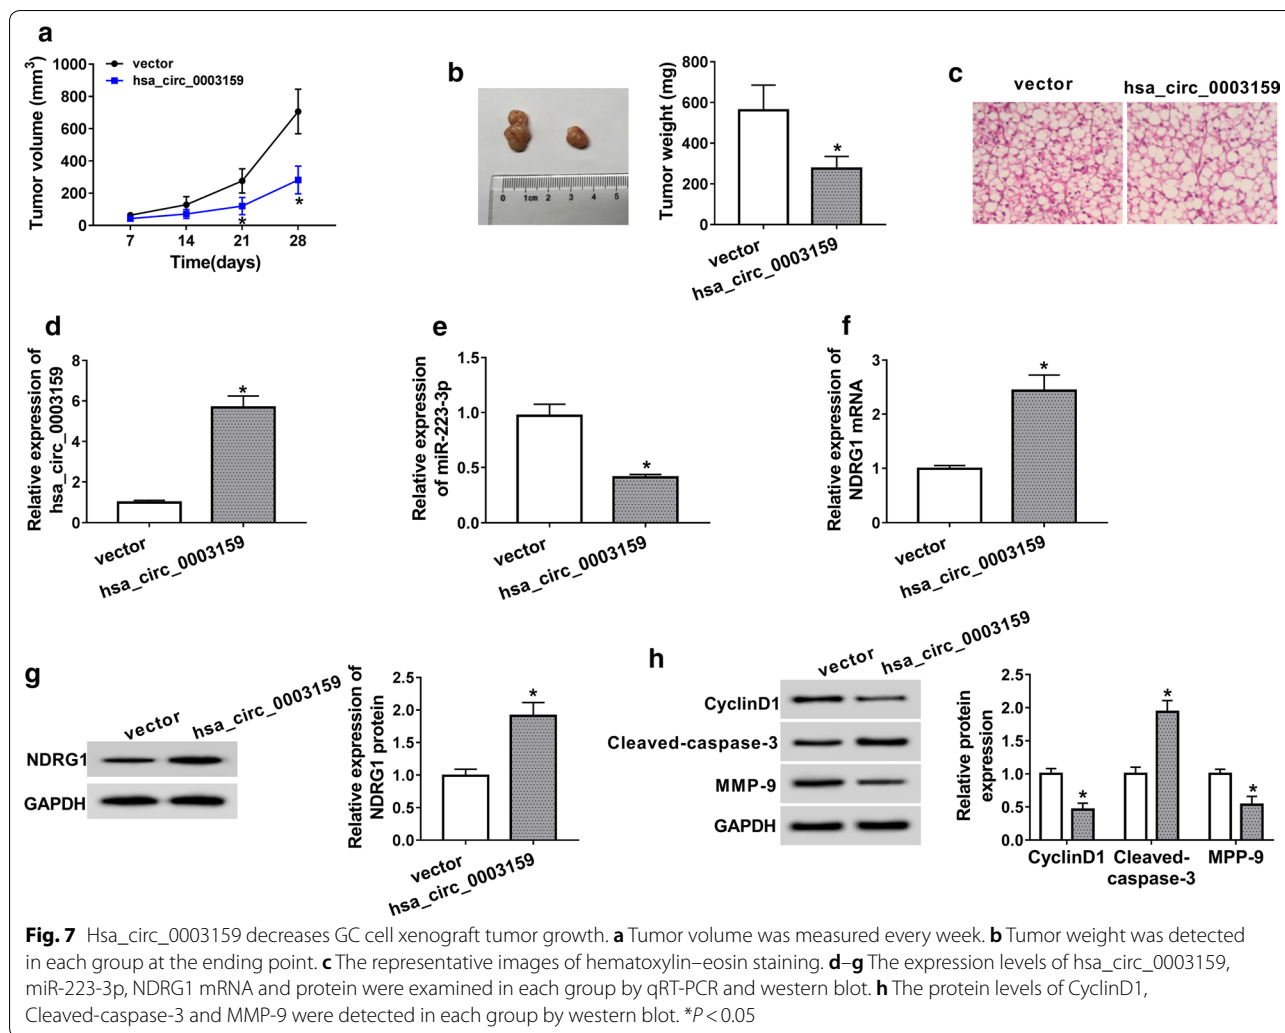 a
vector
hsa_circ_0003159
Tumor volume (mm³)
1000
800
600
400
200
0
7 14 21 28
* *
Time(days)
b
0 1cm 2 3 4 5
Tumor weight (mg)
800
600
400
200
0
*
vector
hsa_circ_0003159
c
vector hsa_circ_0003159
d
Relative expression of
hsa_circ_0003159
8
6
4
2
0
*
vector
hsa_circ_0003159
e
Relative expression
of miR-223-3p
1.5
1.0
0.5
0.0
*
vector
hsa_circ_0003159
f
Relative expression of
NDRG1 mRNA
3
2
1
0
*
vector
hsa_circ_0003159
g
vector
hsa_circ_0003159
NDRG1
GAPDH
Relative expression of
NDRG1 protein
2.5
2.0
1.5
1.0
0.5
0.0
*
vector
hsa_circ_0003159
h
vector
hsa_circ_0003159
CyclinD1
Cleaved-caspase-3
MMP-9
GAPDH
Relative protein
expression
2.5
2.0
1.5
1.0
0.5
0.0
* * *
CyclinD1 Cleaved- MPP-9
caspase-3
Fig. 7 Hsa_circ_0003159 decreases GC cell xenograft tumor growth. a Tumor volume was measured every week. b Tumor weight was detected
in each group at the ending point. c The representative images of hematoxylin–eosin staining. d–g The expression levels of hsa_circ_0003159,
miR-223-3p, NDRG1 mRNA and protein were examined in each group by qRT-PCR and western blot. h The protein levels of CyclinD1,
Cleaved-caspase-3 and MMP-9 were detected in each group by western blot. *P < 0.05